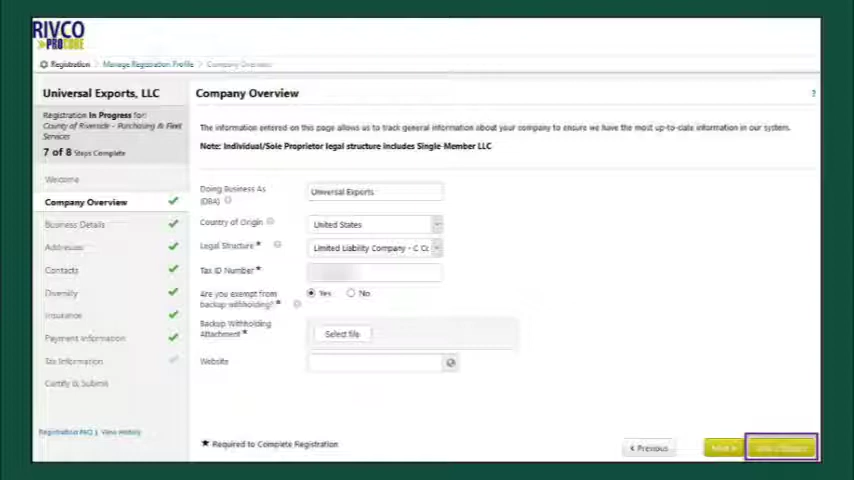 RIVCO
»PROCURE
Registration > Manage Registration Profile > Company Overview
Universal Exports, LLC
Company Overview
?
Registration In Progress for:
County of Riverside - Purchasing & Fleet
Services
7 of 8 Steps Complete
The information entered on this page allows us to track general information about your company to ensure we have the most up-to-date information in our system.
Note: Individual/Sole Proprietor legal structure includes Single-Member LLC
Welcome
Company Overview
Business Details
Addresses
Contacts
Diversity
Insurance
Payment Information
Tax Information
Certify & Submit
Doing Business As
(DBA)
Universal Exports
Country of Origin
United States
Legal Structure *
Limited Liability Company - C Co
Tax ID Number *
Are you exempt from
backup withholding? *
Yes No
Backup Withholding
Attachment *
Select file
Website
Registration FAQ | View History
★ Required to Complete Registration
< Previous
Next >